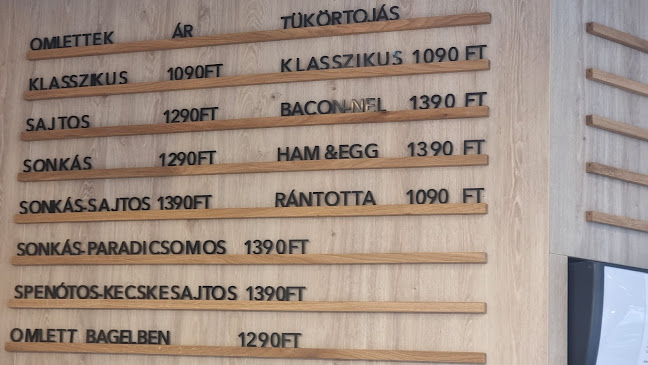 OMLETTEK ÁR TÜKÖRTOJÁS
KLASSZIKUS 1090FT KLASSZIKUS 1090 FT
SAJTOS 1290FT BACON-NEL 1390 FT
SONKÁS 1290FT HAM &EGG 1390 FT
SONKÁS-SAJTOS 1390FT RÁNTOTTA 1090 FT
SONKÁS-PARADICSOMOS 1390FT
SPENÓTOS-KECSKESAJTOS 1390FT
OMLETT BAGELBEN 1290FT